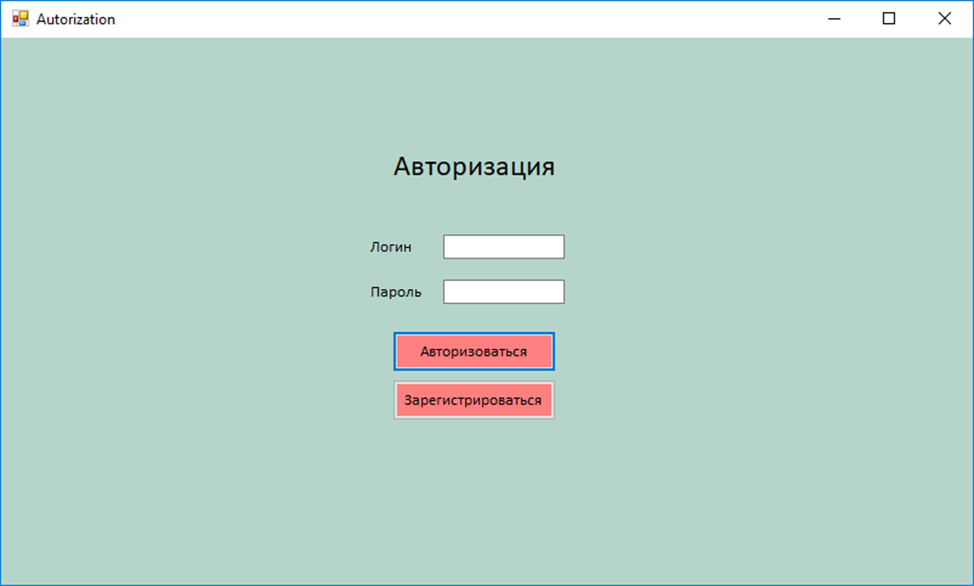 Autorization
Авторизация
Логин
Пароль
Авторизоваться
Зарегистрироваться